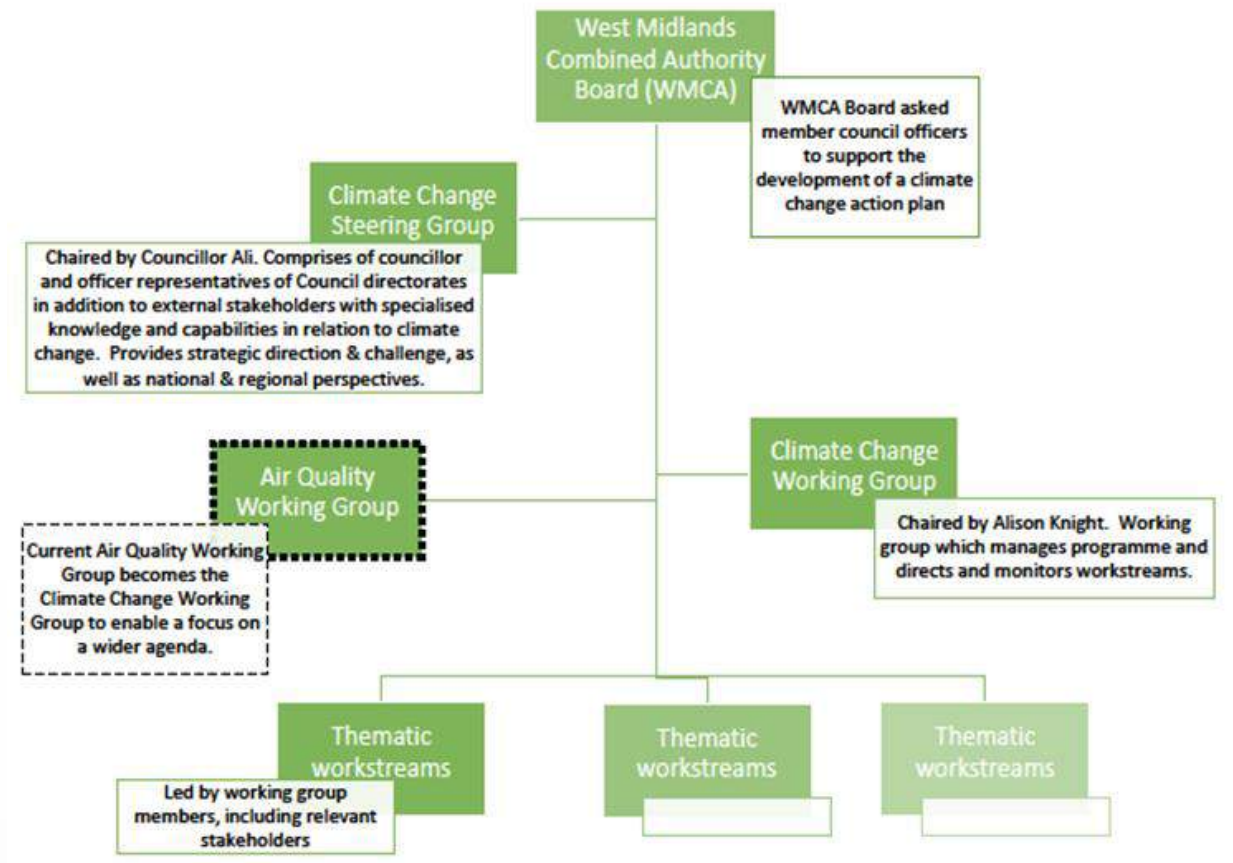 West Midlands
Combined Authority
Board (WMCA)
WMCA Board asked
member council officers
to support the
development of a climate
change action plan
Climate Change
Steering Group
Chaired by Councillor Ali. Comprises of councillor
and officer representatives of Council directorates
in addition to external stakeholders with specialised
knowledge and capabilities in relation to climate
change. Provides strategic direction & challenge, as
well as national & regional perspectives.
Air Quality
Working Group
Current Air Quality Working
Group becomes the
Climate Change Working
Group to enable a focus on
a wider agenda.
Climate Change
Working Group
Chaired by Alison Knight. Working
group which manages programme and
directs and monitors workstreams.
Thematic
workstreams
Led by working group
members, including relevant
stakeholders
Thematic
workstreams
Thematic
workstreams